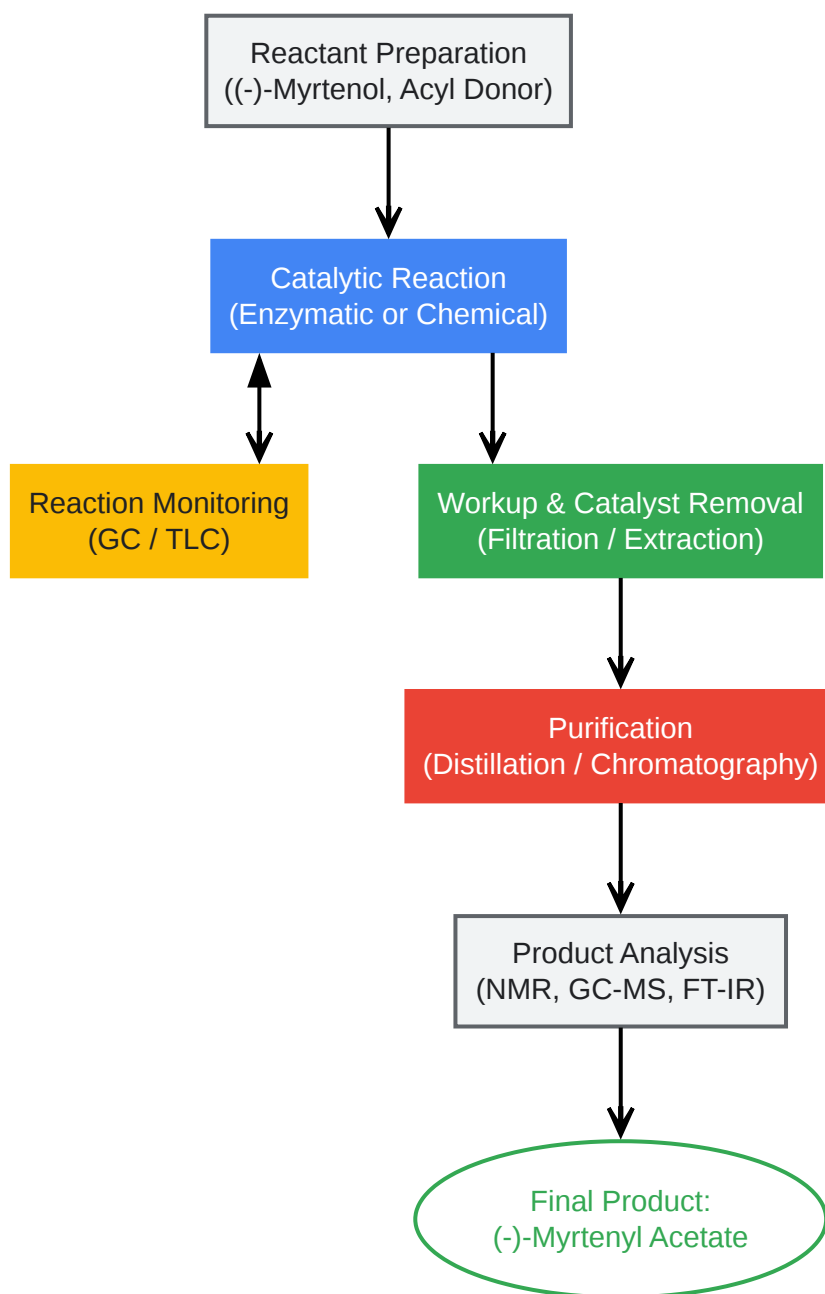 Reactant Preparation
((-)-Myrtenol, Acyl Donor)
Catalytic Reaction
(Enzymatic or Chemical)
Reaction Monitoring
(GC / TLC)
Workup & Catalyst Removal
(Filtration / Extraction)
Purification
(Distillation / Chromatography)
Product Analysis
(NMR, GC-MS, FT-IR)
Final Product:
(-)-Myrtenyl Acetate